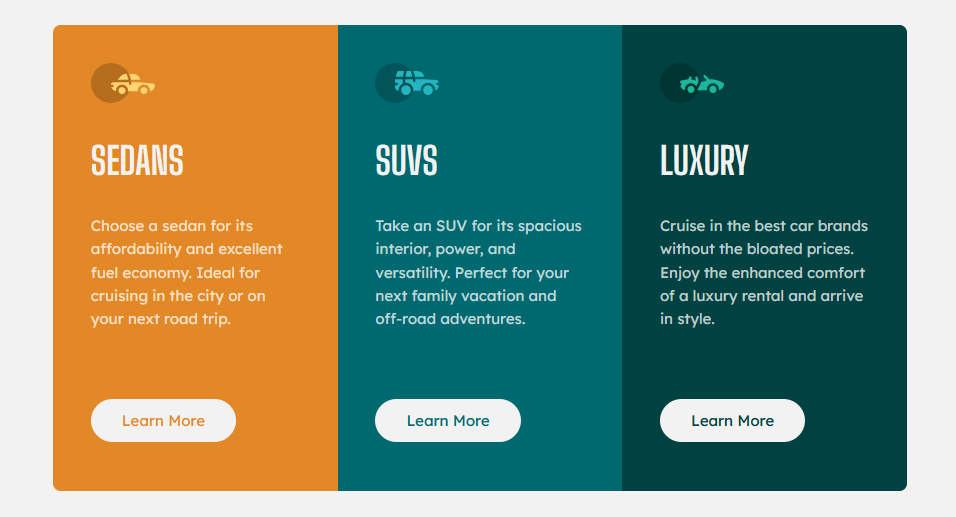 SEDANS
Choose a sedan for its
affordability and excellent
fuel economy. Ideal for
cruising in the city or on
your next road trip.
Learn More
SUVS
Take an SUV for its spacious
interior, power, and
versatility. Perfect for your
next family vacation and
off-road adventures.
Learn More
LUXURY
Cruise in the best car brands
without the bloated prices.
Enjoy the enhanced comfort
of a luxury rental and arrive
in style.
Learn More